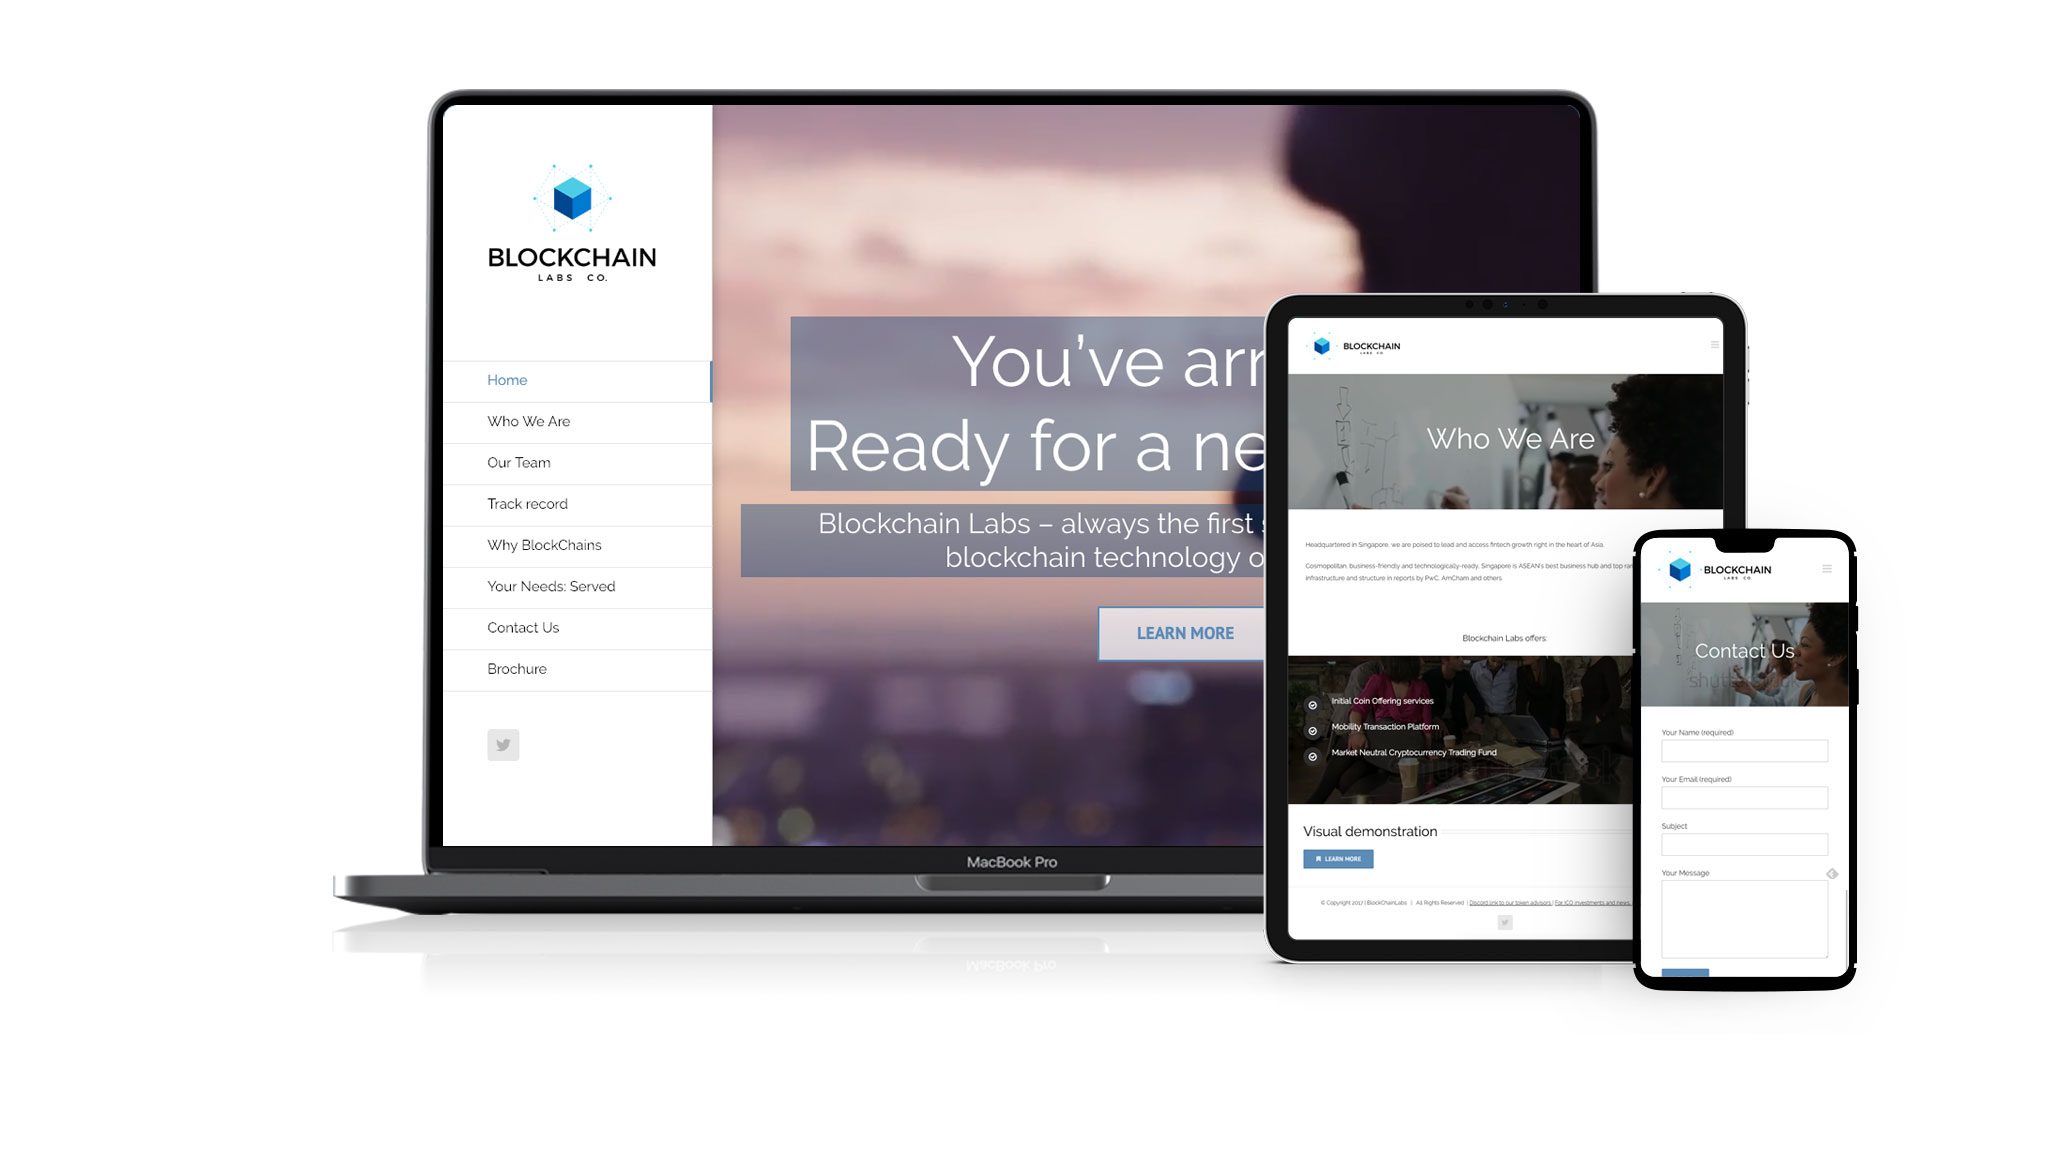 BLOCKCHAIN
LABS CO.
Home
Who We Are
Our Team
Track record
Why BlockChains
Your Needs: Served
Contact Us
Brochure
You've arr
Ready for a ne
Blockchain Labs – always the first
blockchain technology o
LEARN MORE
MacBook Pro
BLOCKCHAIN
LABS CO.
Who We Are
Headquartered in Singapore, we are poised to lead and access fintech growth right in the heart of Asia.
Cosmopolitan, business-friendly and technologically-ready, Singapore is ASEAN's best business hub and top ran
infrastructure and structure in reports by PwC, AmCham and others.
Blockchain Labs offers:
Initial Coin Offering services
Mobility Transaction Platform
Market Neutral Cryptocurrency Trading Fund
Visual demonstration
LEARN MORE
© Copyright 2017 | BlockChainLabs | All Rights Reserved | Discord link to our token advisors / For ICO investments and news,
BLOCKCHAIN
LABS CO.
Contact Us
Your Name (required)
Your Email (required)
Subject
Your Message